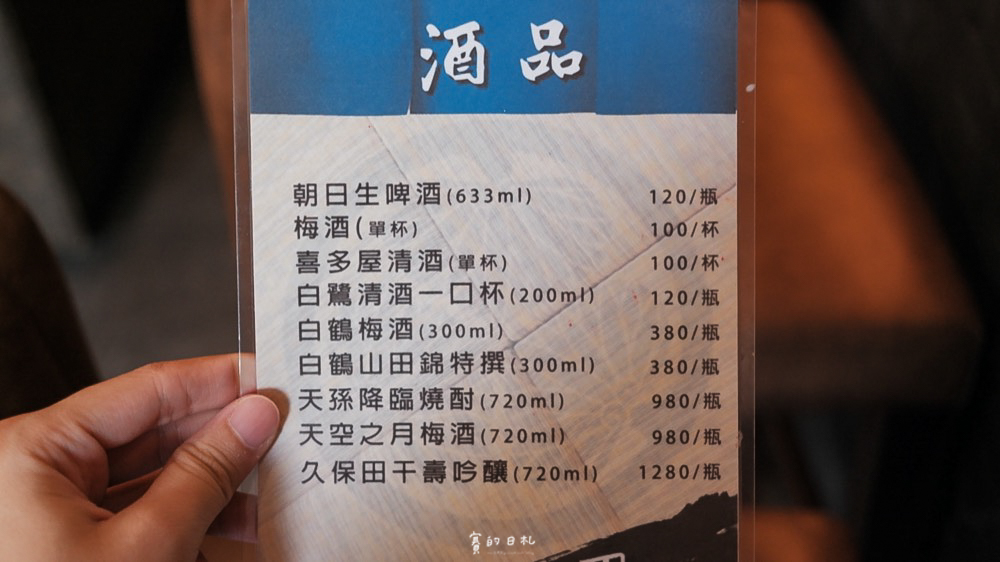 酒品
朝日生啤酒(633ml) 120/瓶
梅酒(單杯) 100/杯
喜多屋清酒(單杯) 100/杯
白鷺清酒一口杯(200ml) 120/瓶
白鶴梅酒(300ml) 380/瓶
白鶴山田錦特撰(300ml) 380/瓶
天孫降臨燒酎(720ml) 980/瓶
天空之月梅酒(720ml) 980/瓶
久保田千壽吟釀(720ml) 1280/瓶
賽的日札